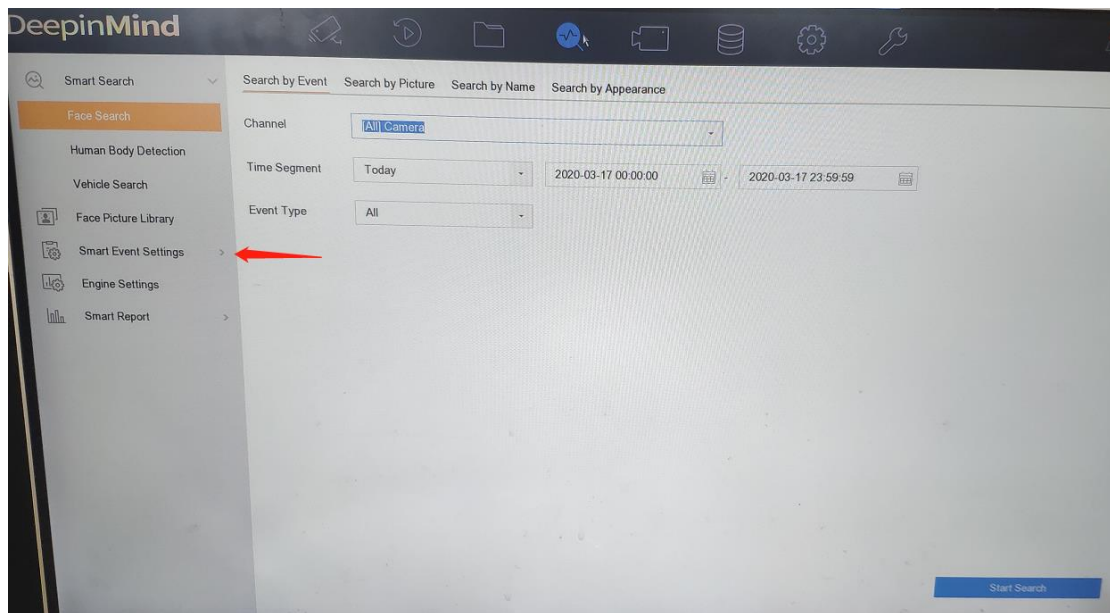 DeepinMind
Smart Search
Face Search
Human Body Detection
Vehicle Search
Face Picture Library
Smart Event Settings
Engine Settings
Smart Report
Search by Event Search by Picture Search by Name Search by Appearance
Channel [All] Camera
Time Segment Today 2020-03-17 00:00:00 - 2020-03-17 23:59:59
Event Type All
Start Search